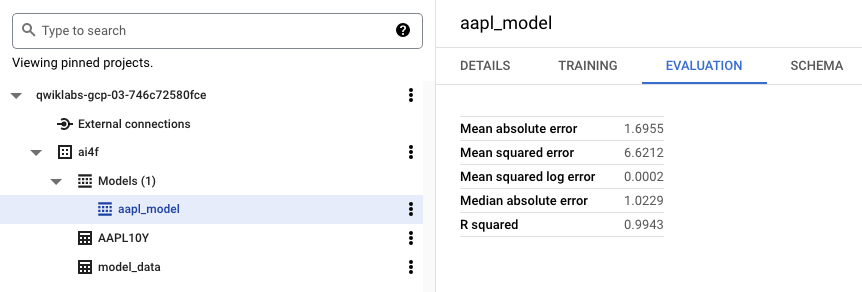 Type to search
?
Viewing pinned projects.
qwiklabs-gcp-03-746c72580fce
External connections
ai4f
Models (1)
aapl_model
AAPL10Y
model_data
aapl_model
DETAILS TRAINING EVALUATION SCHEMA
Mean absolute error 1.6955
Mean squared error 6.6212
Mean squared log error 0.0002
Median absolute error 1.0229
R squared 0.9943